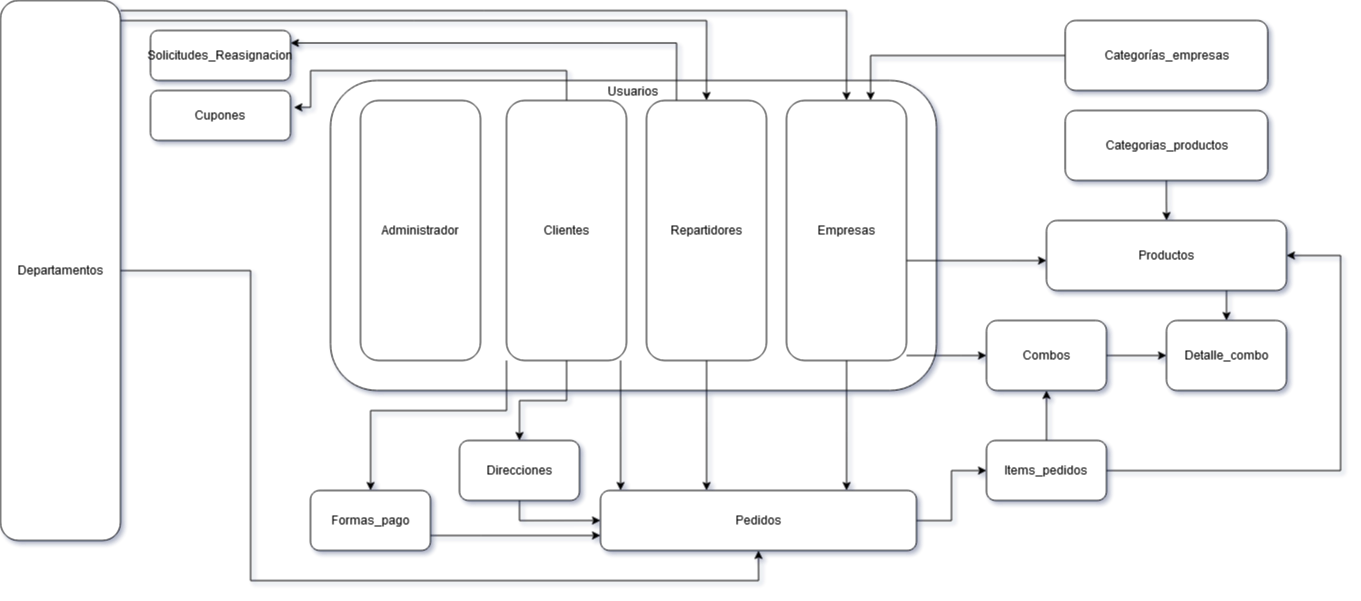 Solicitudes_Reasignacion
Cupones
Usuarios
Categorías_empresas
Categorias_productos
Administrador
Clientes
Repartidores
Empresas
Departamentos
Productos
Combos
Detalle_combo
Direcciones
Items_pedidos
Formas_pago
Pedidos